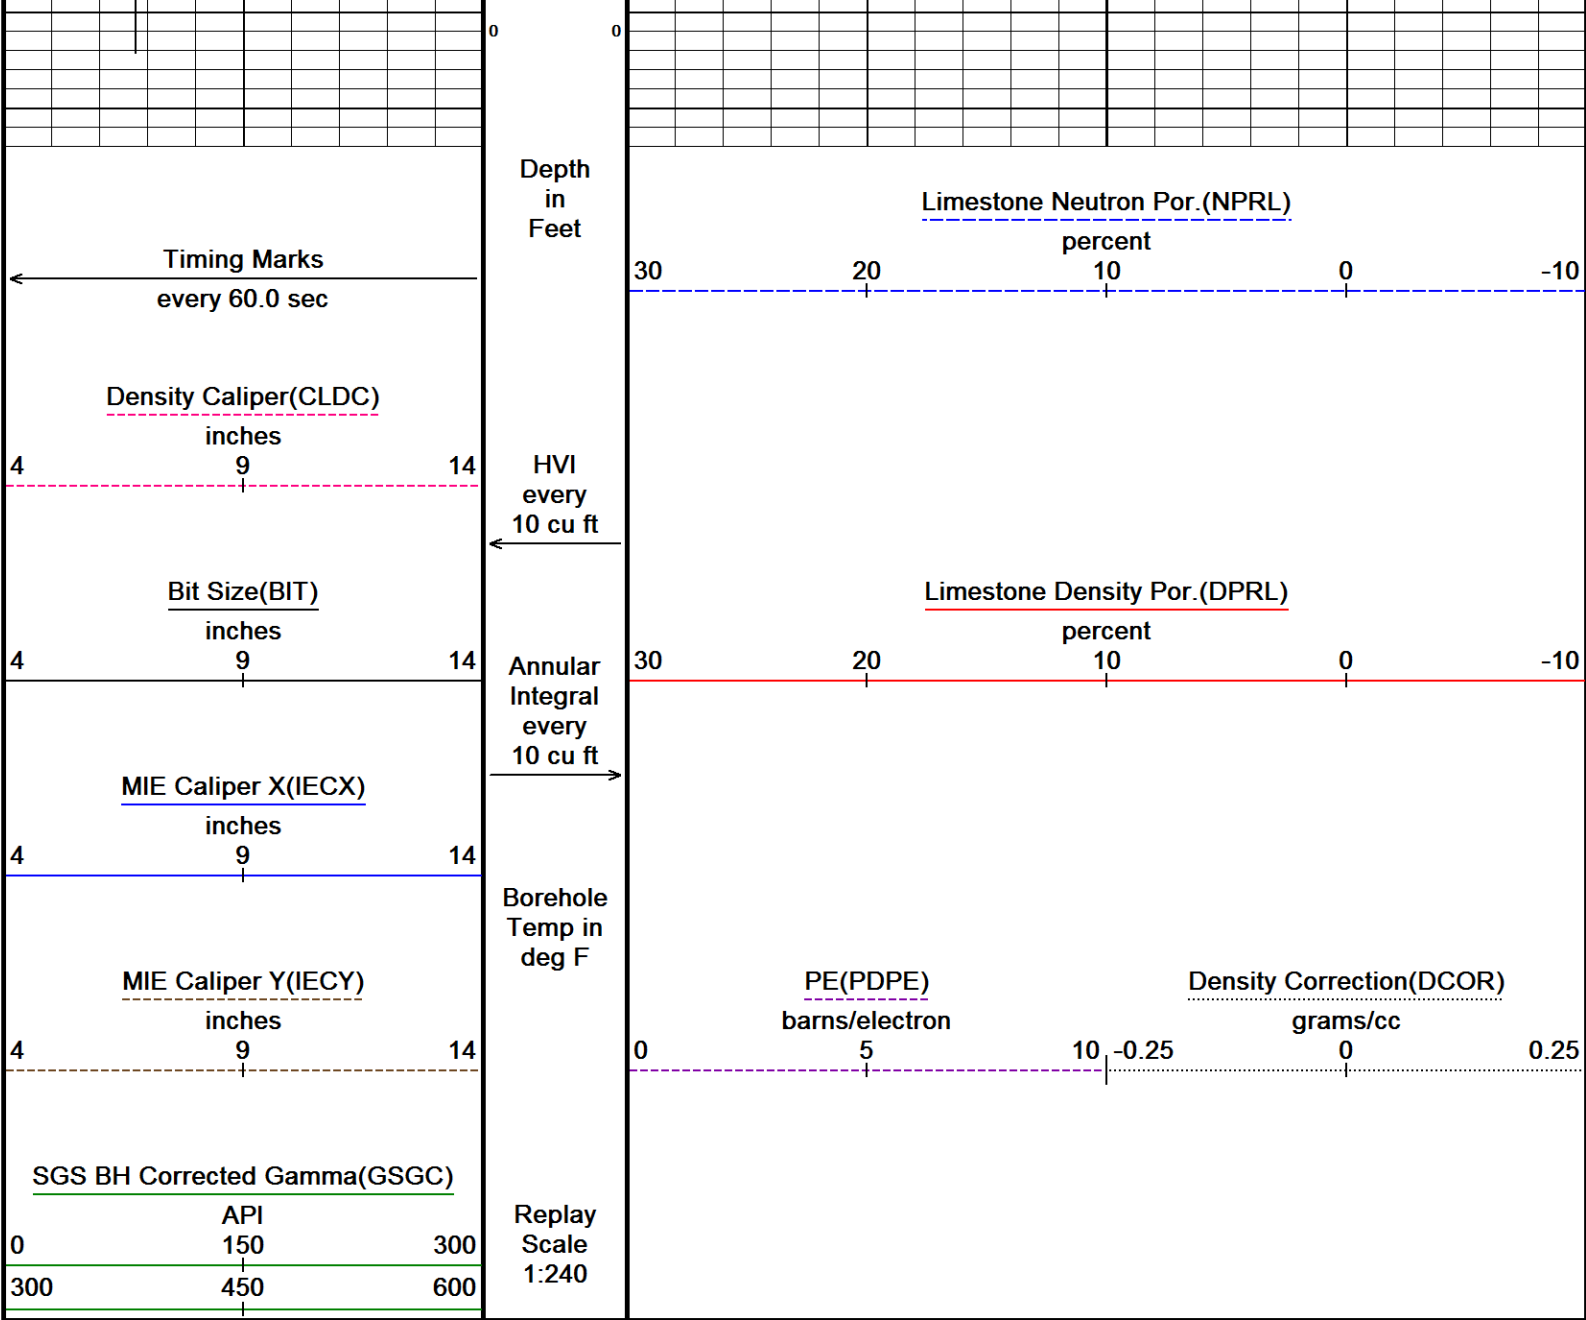 0 0
Timing Marks
every 60.0 sec
Density Caliper(CLDC)
inches
4 9 14
Bit Size(BIT)
inches
4 9 14
MIE Caliper X(IECX)
inches
4 9 14
MIE Caliper Y(IECY)
inches
4 9 14
SGS BH Corrected Gamma(GSGC)
API
0 150 300
300 450 600
Depth
in
Feet
HVI
every
10 cu ft
Annular
Integral
every
10 cu ft
Borehole
Temp in
deg F
Replay
Scale
1:240
Limestone Neutron Por.(NPRL)
percent
30 20 10 0 -10
Limestone Density Por.(DPRL)
percent
30 20 10 0 -10
PE(PDPE)
barns/electron
0 5 10
Density Correction(DCOR)
grams/cc
-0.25 0 0.25